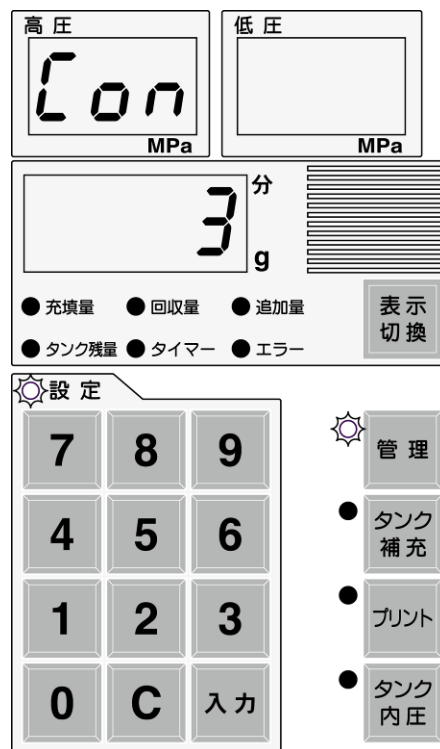 高圧 低圧
Con
MPa MPa
分
3
g
充填量 回収量 追加量
タンク残量 タイマー エラー
表示
切換
設定
7 8 9
管理
4 5 6
タンク
補充
1 2 3
プリント
0 C 入力
タンク
内圧